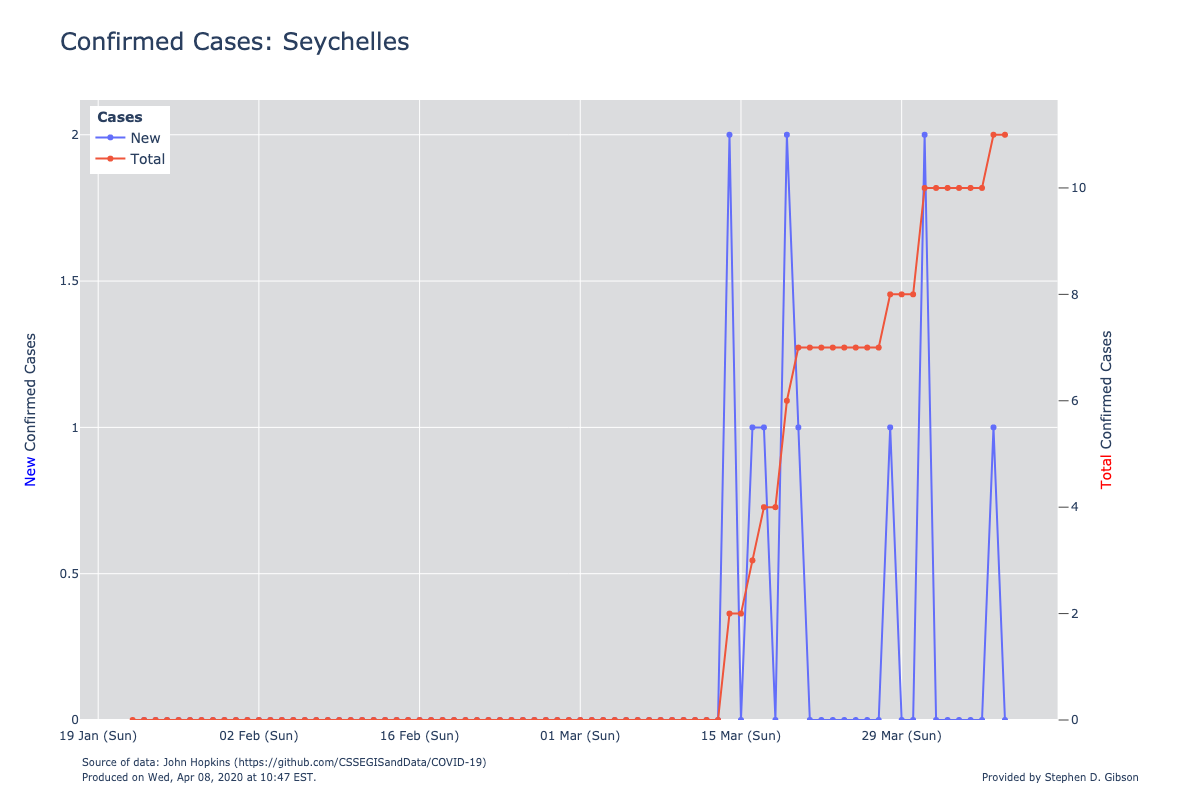 Confirmed Cases: Seychelles
Cases
New
Total
2
1.5
1
0.5
0
New Confirmed Cases
10
8
6
4
2
0
Total Confirmed Cases
19 Jan (Sun) 02 Feb (Sun) 16 Feb (Sun) 01 Mar (Sun) 15 Mar (Sun) 29 Mar (Sun)
Source of data: John Hopkins (https://github.com/CSSEGISandData/COVID-19)
Produced on Wed, Apr 08, 2020 at 10:47 EST.
Provided by Stephen D. Gibson